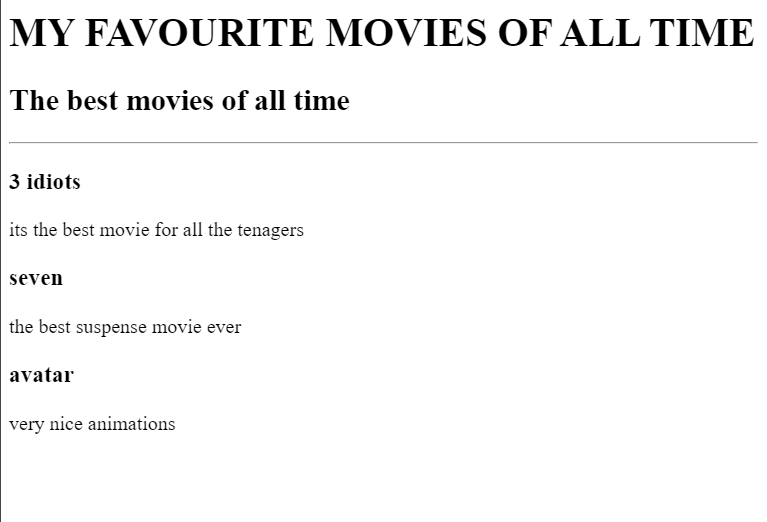 MY FAVOURITE MOVIES OF ALL TIME
The best movies of all time
3 idiots
its the best movie for all the tenagers
seven
the best suspense movie ever
avatar
very nice animations